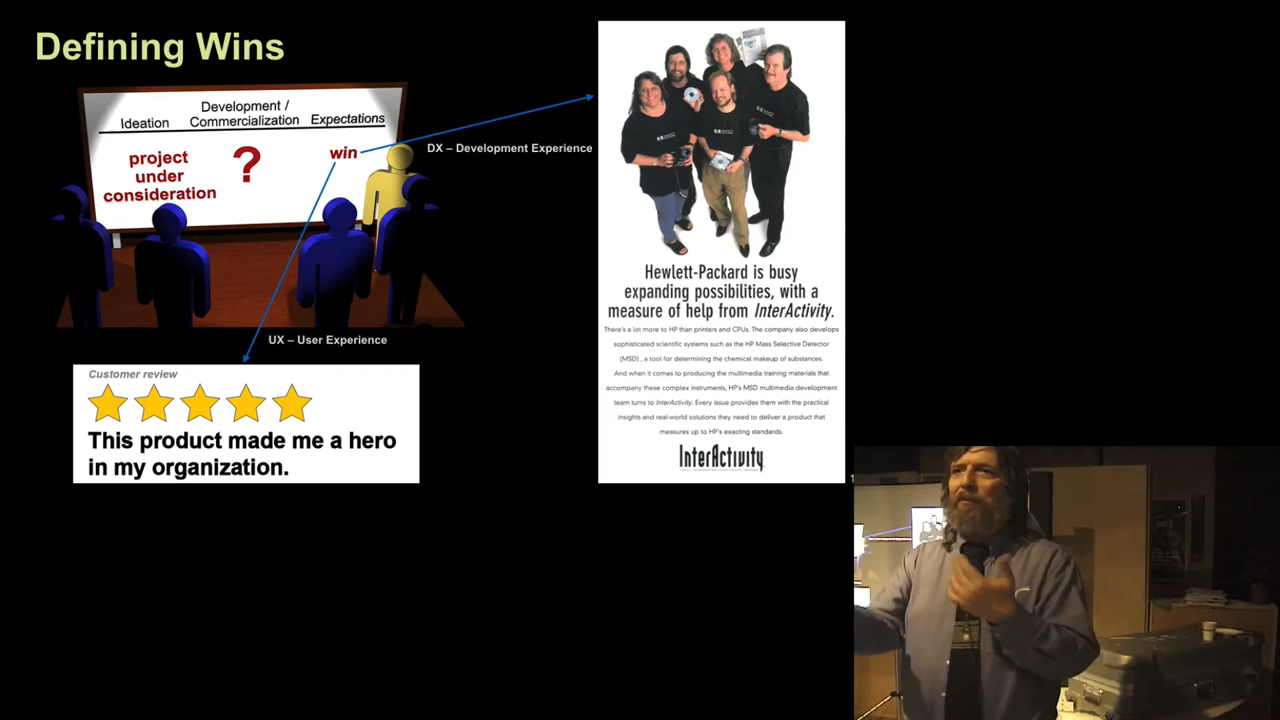 Defining Wins
Ideation
Development /
Commercialization
Expectations
project
under
consideration
?
win
DX – Development Experience
UX – User Experience
Customer review
This product made me a hero
in my organization.
Hewlett-Packard is busy
expanding possibilities, with a
measure of help from InterActivity.
There's a lot more to HP than printers and CPUs. The company also develops
sophisticated scientific systems such as the HP Mass Selective Detector
(MSD) , a tool for determining the chemical makeup of substances.
And when it comes to producing the multimedia training materials that
accompany these complex instruments, HP's MSD multimedia development
team turns to InterActivity. Every issue provides them with the practical
insights and real-world solutions they need to deliver a product that
measures up to HP's exacting standards.
InterActivity
1